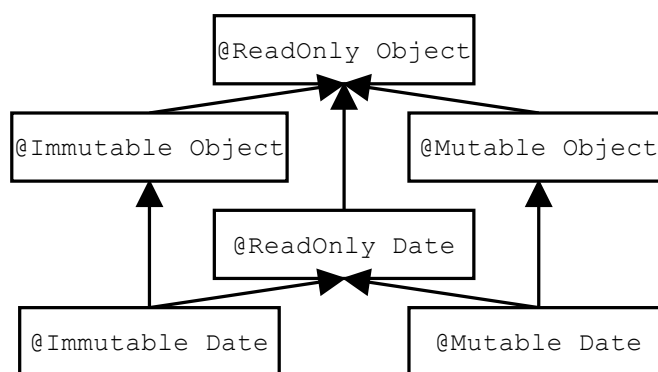 @ReadOnly Object
@Immutable Object
@Mutable Object
@ReadOnly Date
@Immutable Date
@Mutable Date